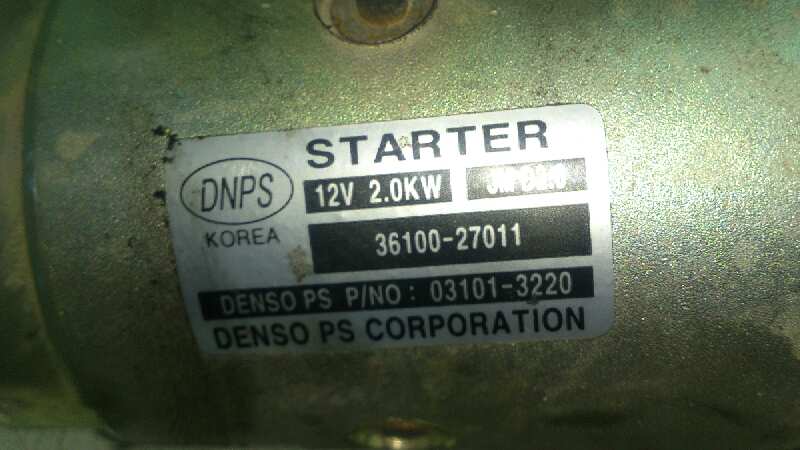 STARTER
DNPS
KOREA
12V 2.0KW
36100-27011
DENSO PS P/NO: 03101-3220
DENSO PS CORPORATION